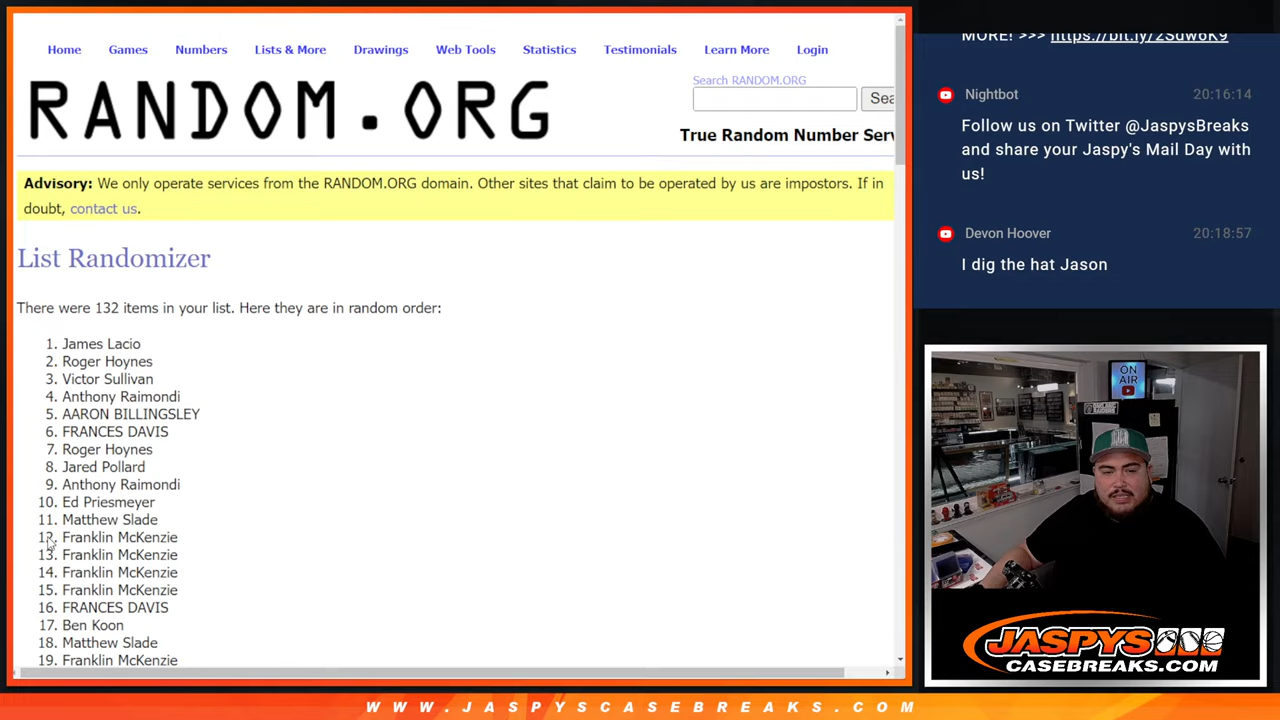 Home Games Numbers Lists & More Drawings Web Tools Statistics Testimonials Learn More Login
RANDOM.ORG
Search RANDOM.ORG
Sea
True Random Number Serv
Advisory: We only operate services from the RANDOM.ORG domain. Other sites that claim to be operated by us are impostors. If in
doubt, contact us.
List Randomizer
There were 132 items in your list. Here they are in random order:
1. James Lacio
2. Roger Hoynes
3. Victor Sullivan
4. Anthony Raimondi
5. AARON BILLINGSLEY
6. FRANCES DAVIS
7. Roger Hoynes
8. Jared Pollard
9. Anthony Raimondi
10. Ed Priesmeyer
11. Matthew Slade
12. Franklin McKenzie
13. Franklin McKenzie
14. Franklin McKenzie
15. Franklin McKenzie
16. FRANCES DAVIS
17. Ben Koon
18. Matthew Slade
19. Franklin McKenzie
MORE! >>> https://bit.ly/2Sdw6K9
Nightbot 20:16:14
Follow us on Twitter @JaspysBreaks
and share your Jaspy's Mail Day with
us!
Devon Hoover 20:18:57
I dig the hat Jason
ON
AIR
JASPYS
CASEBREAKS.COM
WWW.JASPYSCASEBREAKS.COM